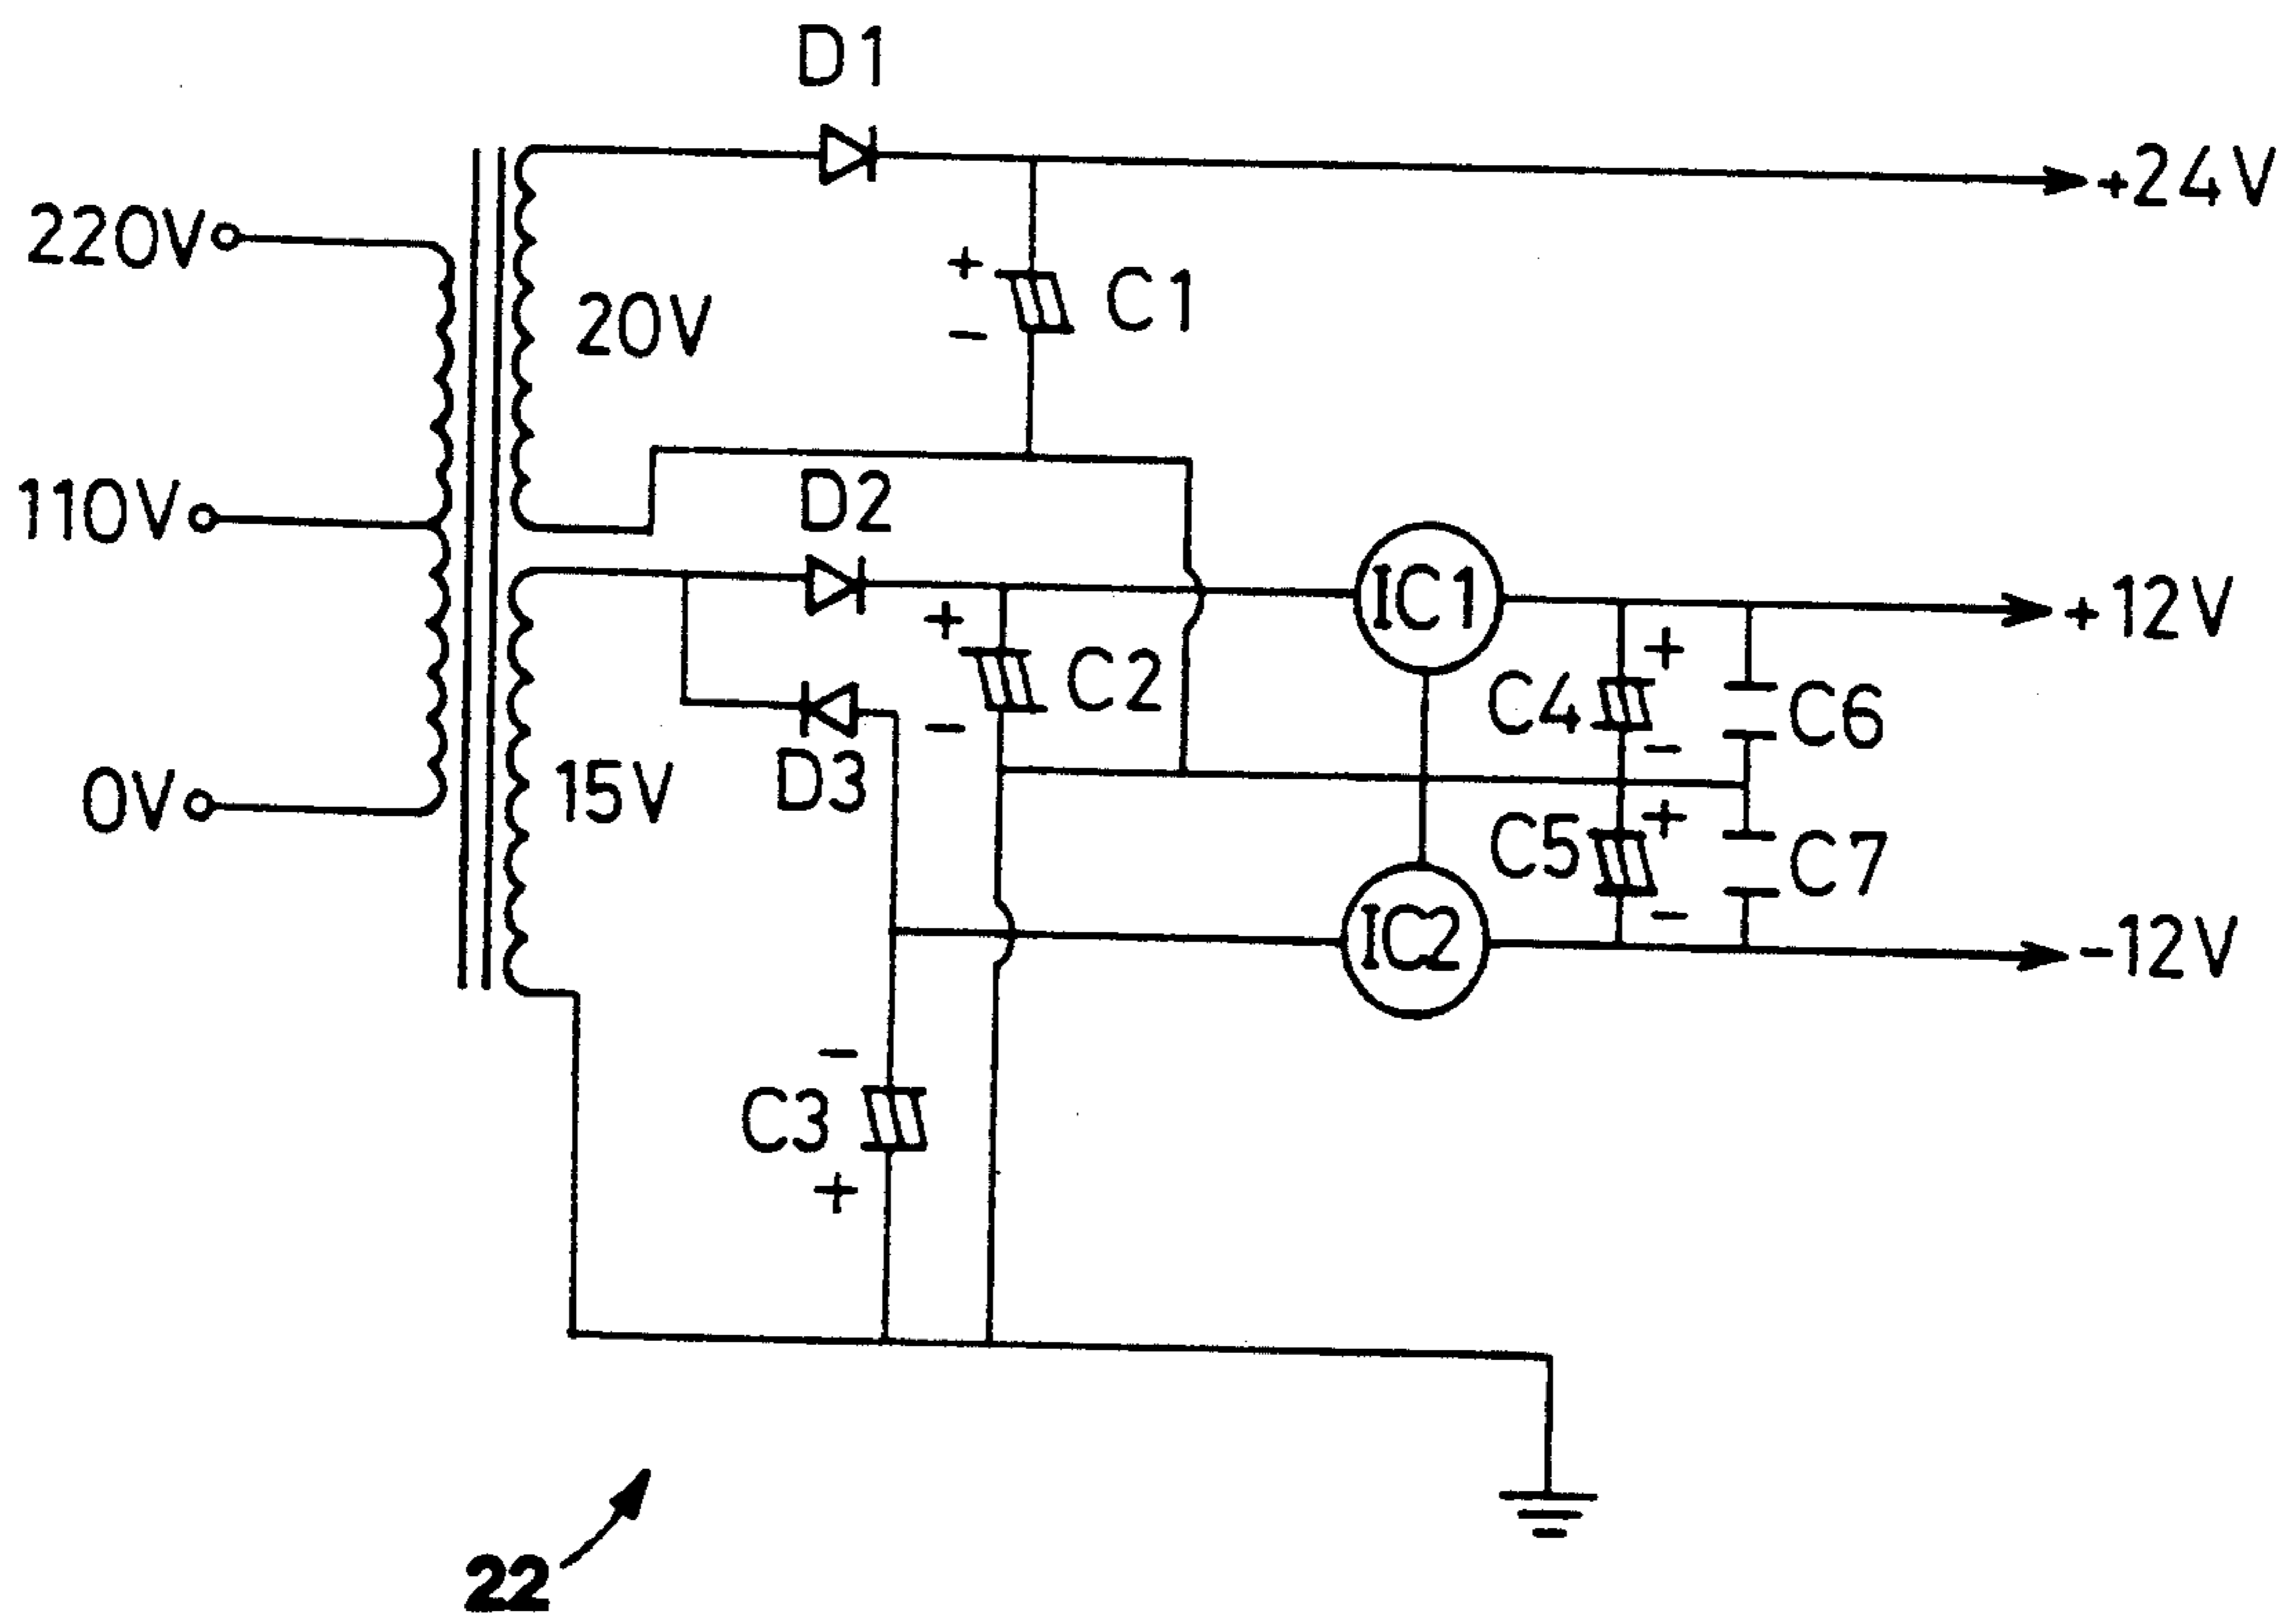 D1
+24V
220V
+
C1
-
20V
110V
D2
IC1
+12V
+
C2
-
+
C4
-
C6
D3
15V
0V
+
C5
-
C7
IC2
-12V
-
C3
+
22